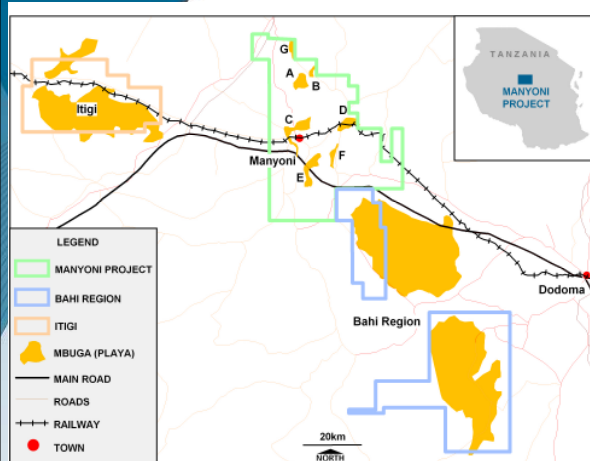 TANZANIA
MANYONI
PROJECT
G
A
B
C
D
Itigi
Manyoni
F
E
LEGEND
MANYONI PROJECT
BAHI REGION
ITIGI
MBUGA (PLAYA)
MAIN ROAD
ROADS
RAILWAY
TOWN
Dodoma
Bahi Region
20km
NORTH